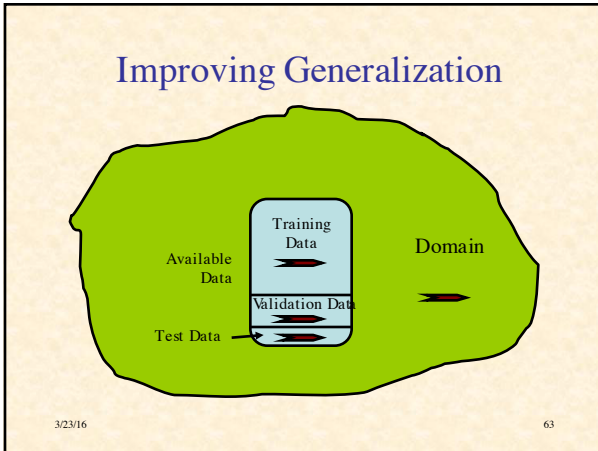 Improving Generalization
Training
Data
Available
Data
Domain
Validation Data
Test Data
3/23/16
63